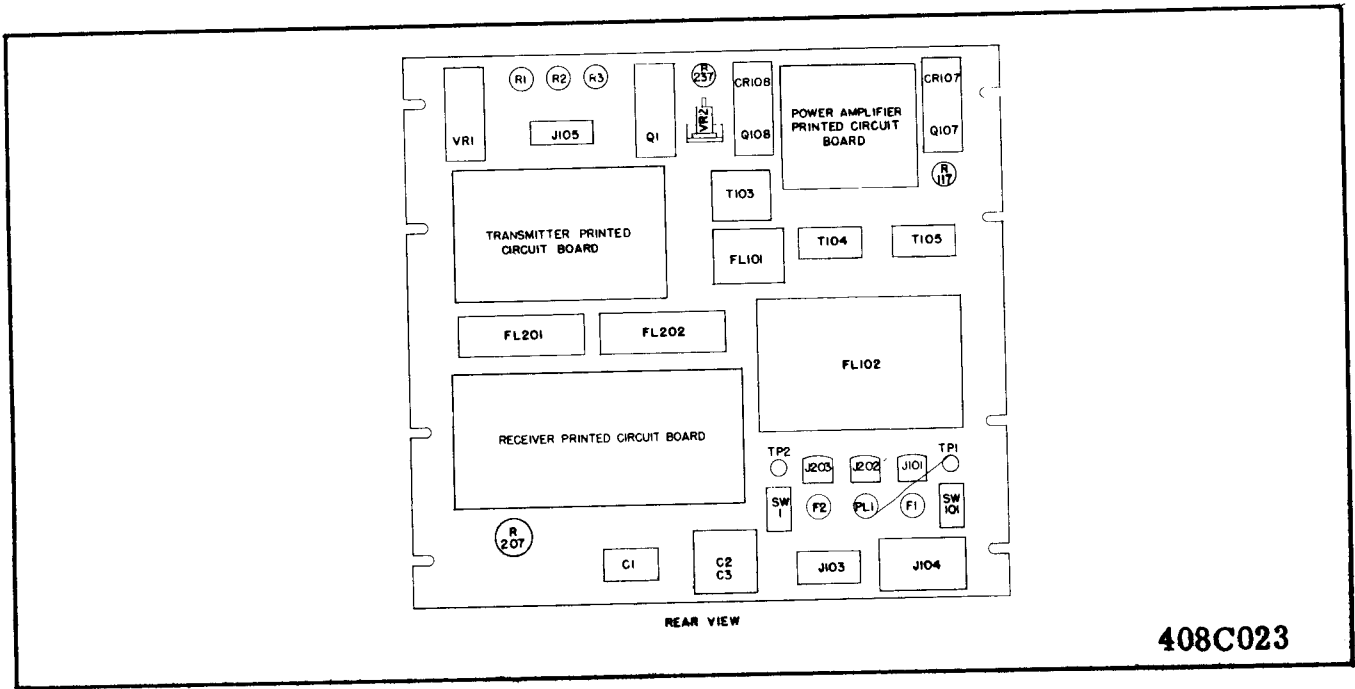 R1 R2 R3
R
237
CR108
CR107
VR1
J105
Q1
VR2
Q108
POWER AMPLIFIER
PRINTED CIRCUIT
BOARD
Q107
R
117
T103
TRANSMITTER PRINTED
CIRCUIT BOARD
FL101
T104
T105
FL201
FL202
FL102
RECEIVER PRINTED CIRCUIT BOARD
TP2
TP1
J203
J202
J101
SW
1
F2
PL1
F1
SW
101
R
207
C1
C2
C3
J103
J104
REAR VIEW
408C023